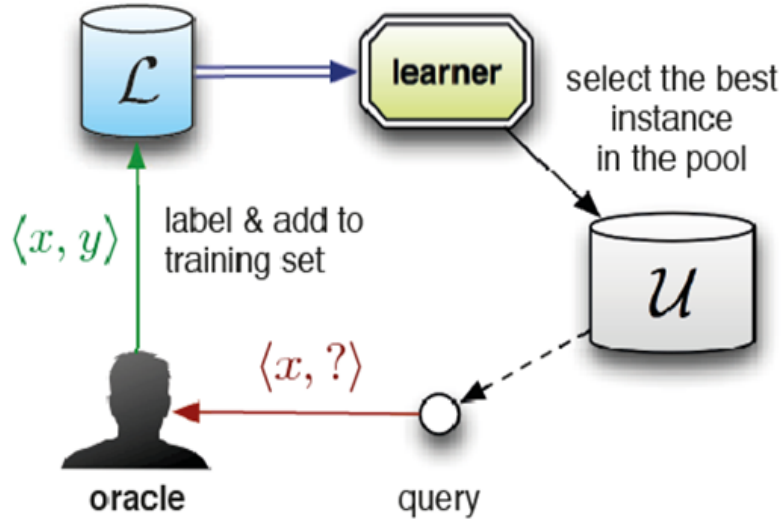 ℒ
learner
select the best
instance
in the pool
⟨x, y⟩
label & add to
training set
𝒰
⟨x, ?⟩
oracle
query